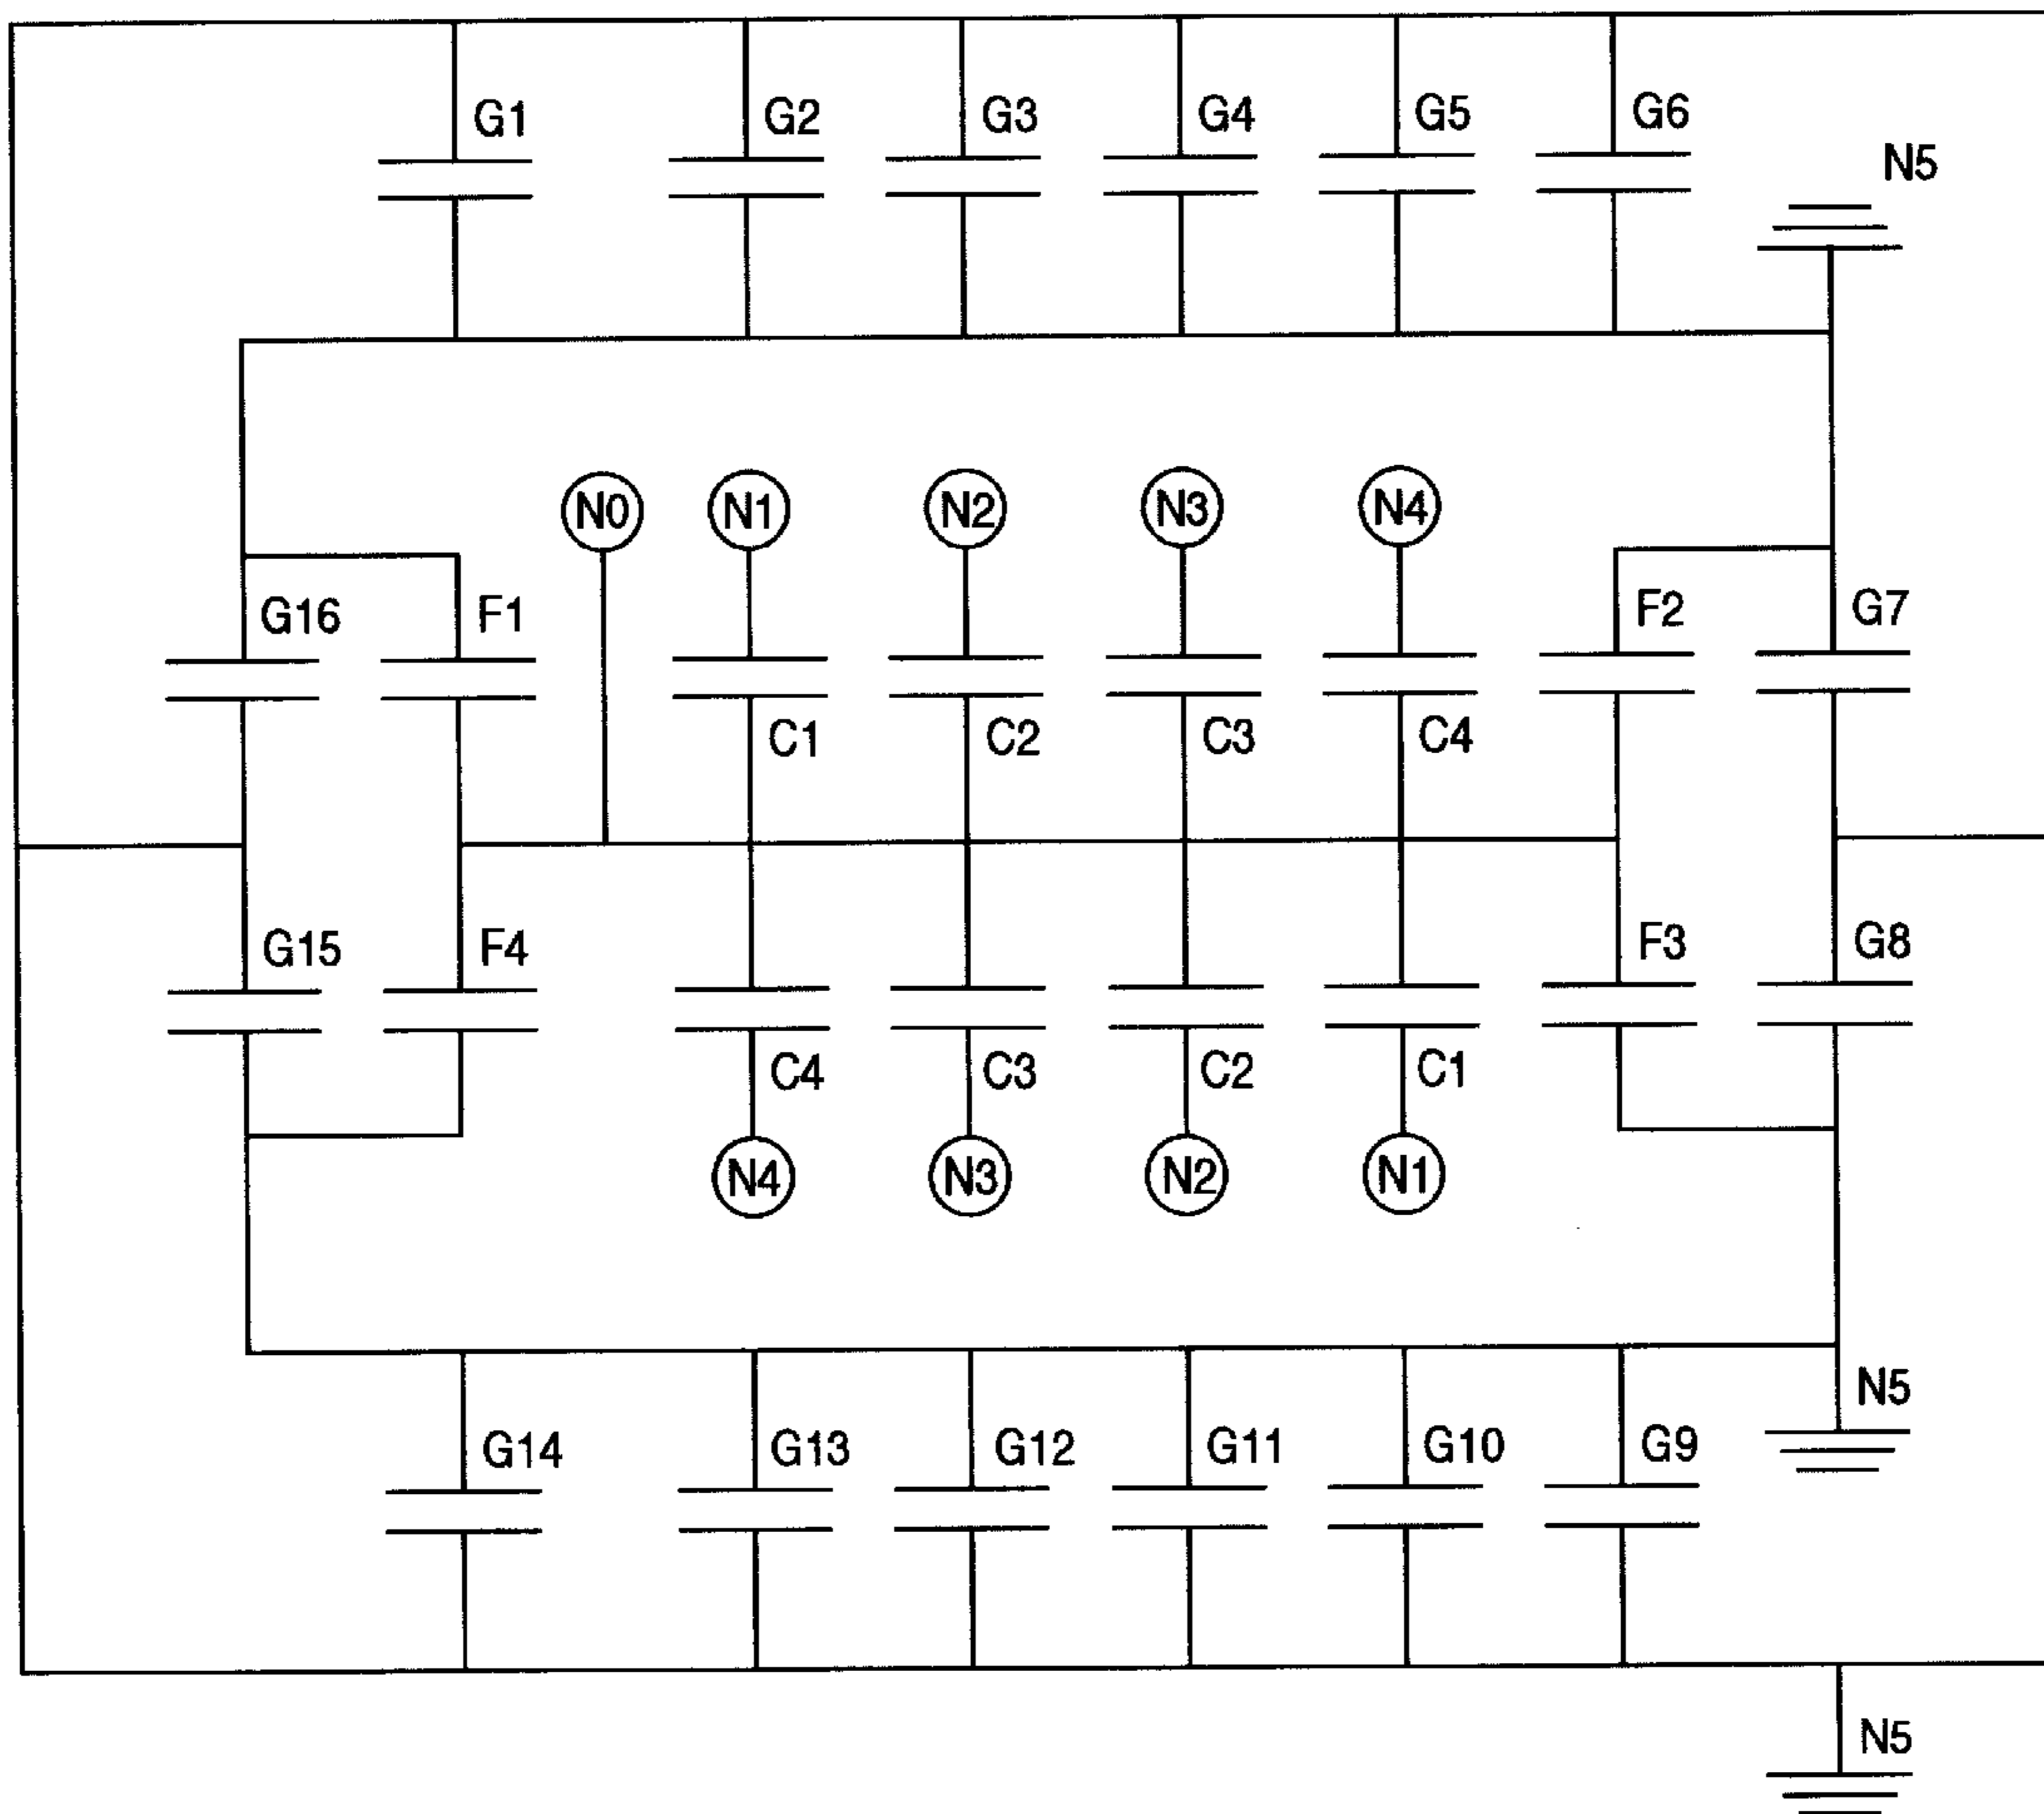 G1 G2 G3 G4 G5 G6
N5
N0 N1 N2 N3 N4
G16 F1 F2 G7
C1 C2 C3 C4
G15 F4 F3 G8
C4 C3 C2 C1
N4 N3 N2 N1
N5
G14 G13 G12 G11 G10 G9
N5